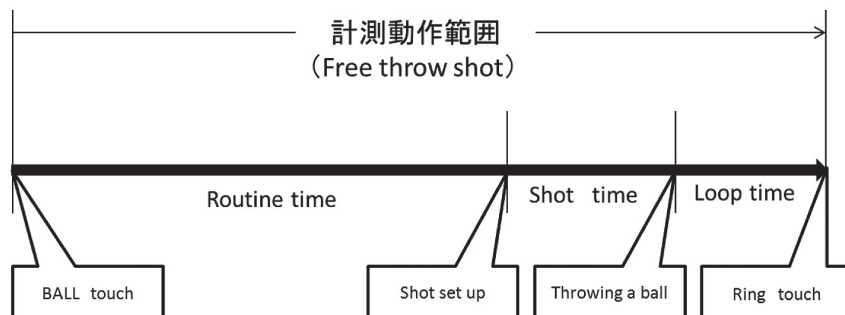 計測動作範囲
（Free throw shot）
Routine time
Shot time
Loop time
BALL touch
Shot set up
Throwing a ball
Ring touch